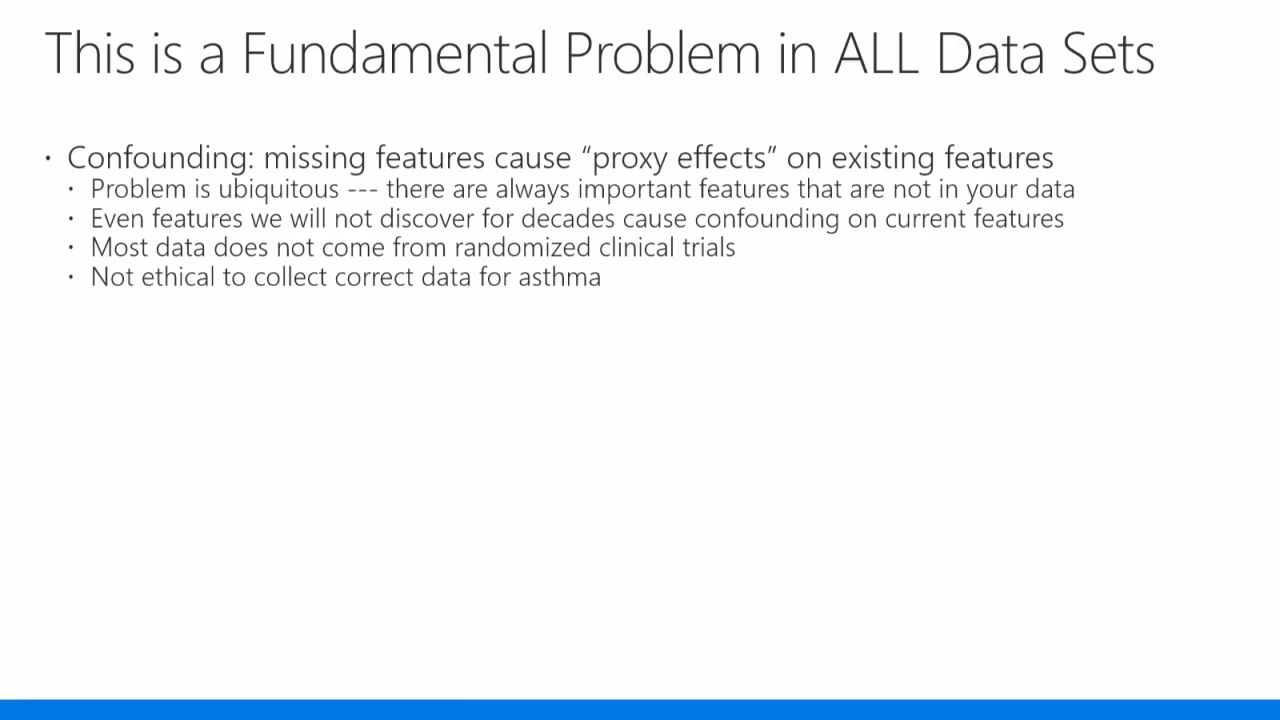 This is a Fundamental Problem in ALL Data Sets
• Confounding: missing features cause “proxy effects” on existing features
• Problem is ubiquitous --- there are always important features that are not in your data
• Even features we will not discover for decades cause confounding on current features
• Most data does not come from randomized clinical trials
• Not ethical to collect correct data for asthma